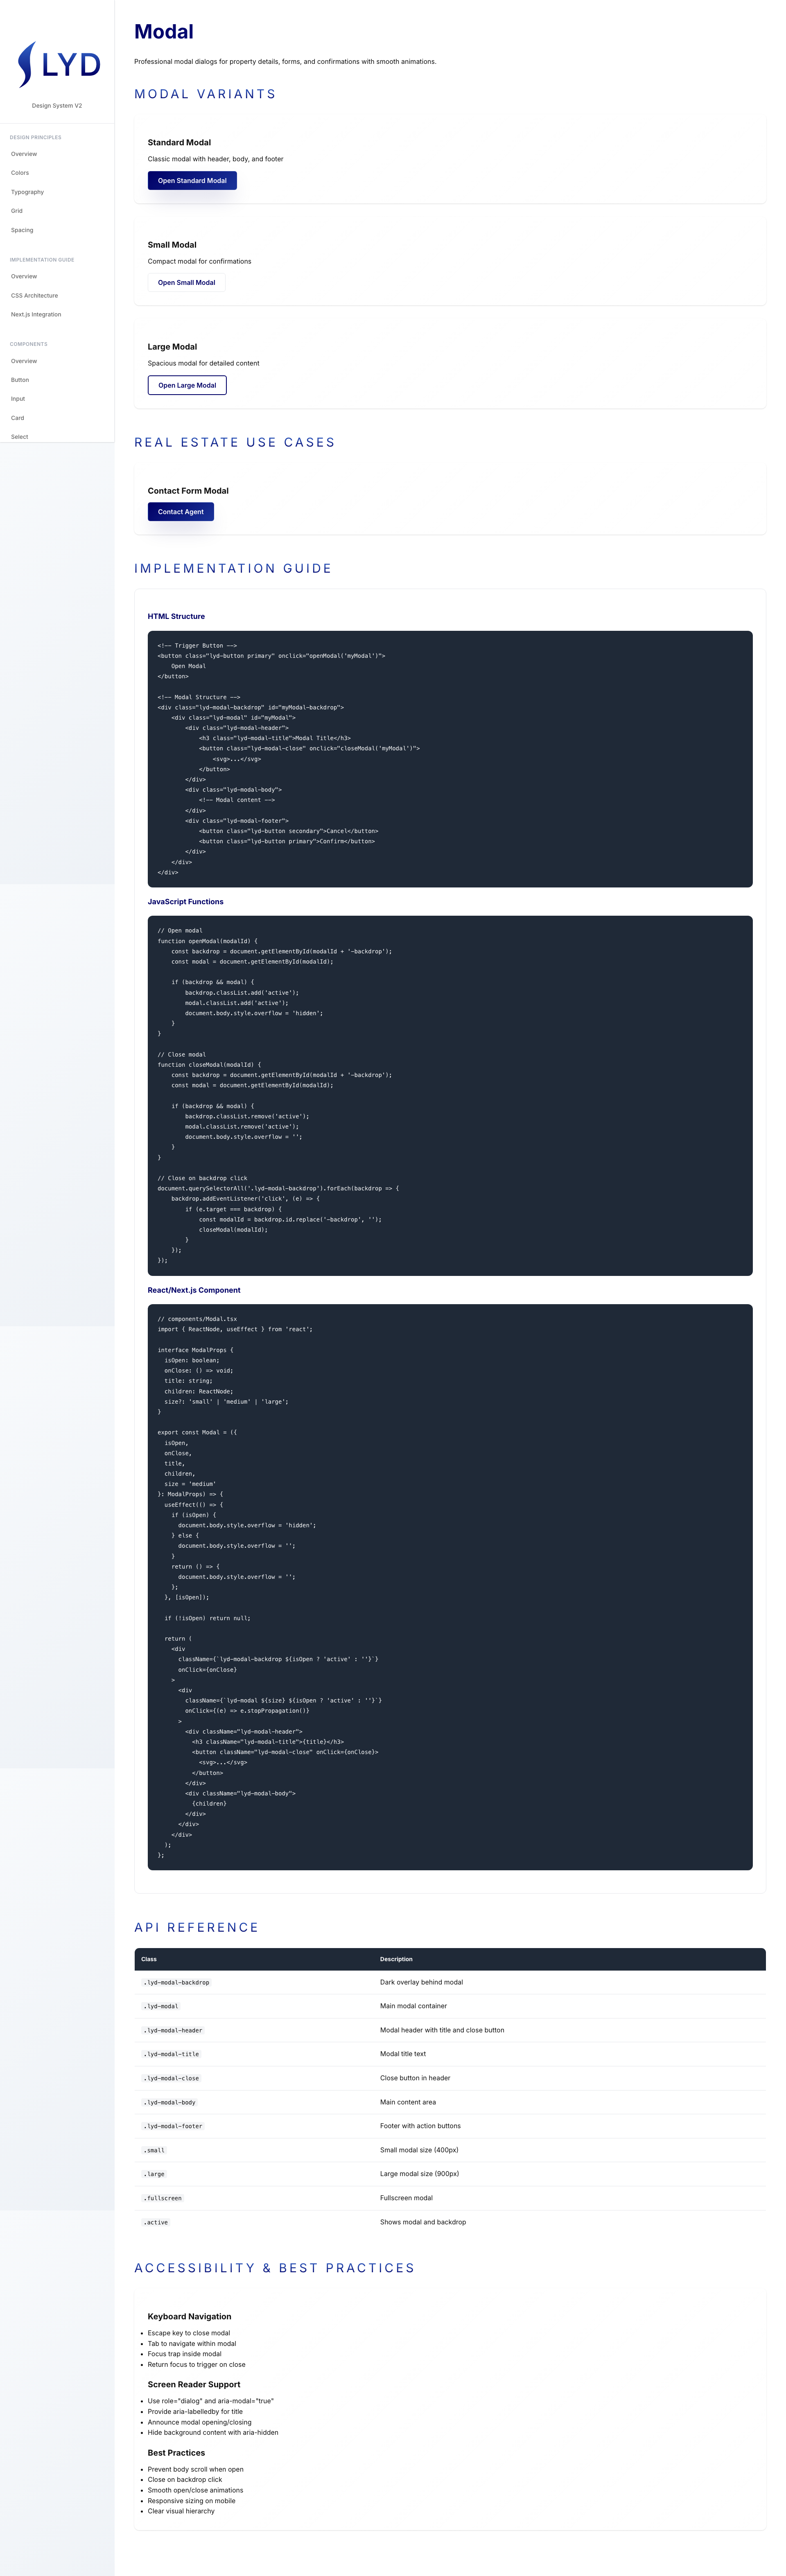 LYD
Design System V2
DESIGN PRINCIPLES
Overview
Colors
Typography
Grid
Spacing
IMPLEMENTATION GUIDE
Overview
CSS Architecture
Next.js Integration
COMPONENTS
Overview
Button
Input
Card
Select
Modal
Professional modal dialogs for property details, forms, and confirmations with smooth animations.
MODAL VARIANTS
Standard Modal
Classic modal with header, body, and footer
Open Standard Modal
Small Modal
Compact modal for confirmations
Open Small Modal
Large Modal
Spacious modal for detailed content
Open Large Modal
REAL ESTATE USE CASES
Contact Form Modal
Contact Agent
IMPLEMENTATION GUIDE
HTML Structure
<!-- Trigger Button -->
<button class="lyd-button primary" onclick="openModal('myModal')">
    Open Modal
</button>

<!-- Modal Structure -->
<div class="lyd-modal-backdrop" id="myModal-backdrop">
    <div class="lyd-modal" id="myModal">
        <div class="lyd-modal-header">
            <h3 class="lyd-modal-title">Modal Title</h3>
            <button class="lyd-modal-close" onclick="closeModal('myModal')">
                <svg>...</svg>
            </button>
        </div>
        <div class="lyd-modal-body">
            <!-- Modal content -->
        </div>
        <div class="lyd-modal-footer">
            <button class="lyd-button secondary">Cancel</button>
            <button class="lyd-button primary">Confirm</button>
        </div>
    </div>
</div>
JavaScript Functions
// Open modal
function openModal(modalId) {
    const backdrop = document.getElementById(modalId + '-backdrop');
    const modal = document.getElementById(modalId);

    if (backdrop && modal) {
        backdrop.classList.add('active');
        modal.classList.add('active');
        document.body.style.overflow = 'hidden';
    }
}

// Close modal
function closeModal(modalId) {
    const backdrop = document.getElementById(modalId + '-backdrop');
    const modal = document.getElementById(modalId);

    if (backdrop && modal) {
        backdrop.classList.remove('active');
        modal.classList.remove('active');
        document.body.style.overflow = '';
    }
}

// Close on backdrop click
document.querySelectorAll('.lyd-modal-backdrop').forEach(backdrop => {
    backdrop.addEventListener('click', (e) => {
        if (e.target === backdrop) {
            const modalId = backdrop.id.replace('-backdrop', '');
            closeModal(modalId);
        }
    });
});
React/Next.js Component
// components/Modal.tsx
import { ReactNode, useEffect } from 'react';

interface ModalProps {
  isOpen: boolean;
  onClose: () => void;
  title: string;
  children: ReactNode;
  size?: 'small' | 'medium' | 'large';
}

export const Modal = ({
  isOpen,
  onClose,
  title,
  children,
  size = 'medium'
}: ModalProps) => {
  useEffect(() => {
    if (isOpen) {
      document.body.style.overflow = 'hidden';
    } else {
      document.body.style.overflow = '';
    }
    return () => {
      document.body.style.overflow = '';
    };
  }, [isOpen]);

  if (!isOpen) return null;

  return (
    <div
      className={`lyd-modal-backdrop ${isOpen ? 'active' : ''}`}
      onClick={onClose}
    >
      <div
        className={`lyd-modal ${size} ${isOpen ? 'active' : ''}`}
        onClick={(e) => e.stopPropagation()}
      >
        <div className="lyd-modal-header">
          <h3 className="lyd-modal-title">{title}</h3>
          <button className="lyd-modal-close" onClick={onClose}>
            <svg>...</svg>
          </button>
        </div>
        <div className="lyd-modal-body">
          {children}
        </div>
      </div>
    </div>
  );
};
API REFERENCE
Class Description
.lyd-modal-backdrop Dark overlay behind modal
.lyd-modal Main modal container
.lyd-modal-header Modal header with title and close button
.lyd-modal-title Modal title text
.lyd-modal-close Close button in header
.lyd-modal-body Main content area
.lyd-modal-footer Footer with action buttons
.small Small modal size (400px)
.large Large modal size (900px)
.fullscreen Fullscreen modal
.active Shows modal and backdrop
ACCESSIBILITY & BEST PRACTICES
Keyboard Navigation
• Escape key to close modal
• Tab to navigate within modal
• Focus trap inside modal
• Return focus to trigger on close
Screen Reader Support
• Use role="dialog" and aria-modal="true"
• Provide aria-labelledby for title
• Announce modal opening/closing
• Hide background content with aria-hidden
Best Practices
• Prevent body scroll when open
• Close on backdrop click
• Smooth open/close animations
• Responsive sizing on mobile
• Clear visual hierarchy